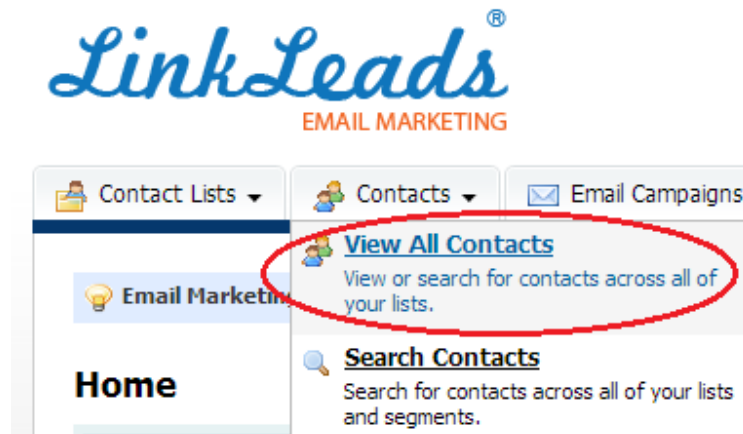 LinkLeads®
EMAIL MARKETING
Contact Lists
Contacts
Email Campaigns
View All Contacts
View or search for contacts across all of
your lists.
Email Marketing
Search Contacts
Search for contacts across all of your lists
and segments.
Home